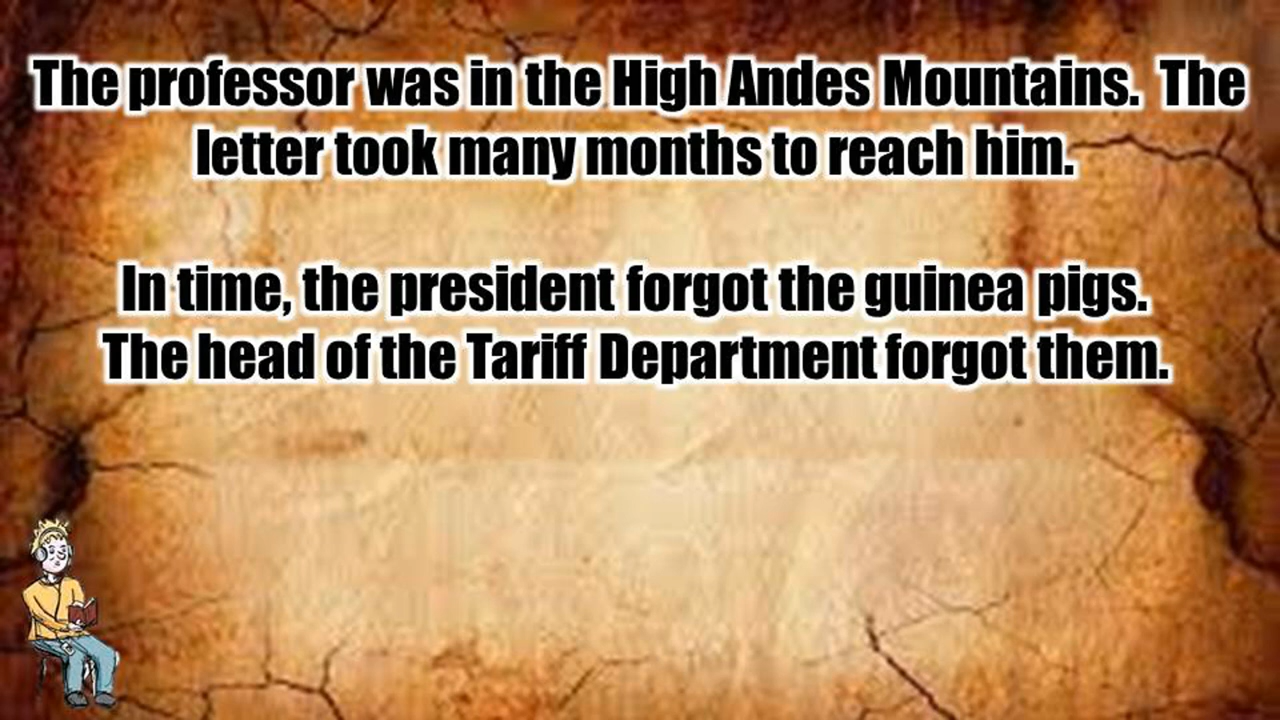 The professor was in the High Andes Mountains.  The
letter took many months to reach him.
In time, the president forgot the guinea pigs.
The head of the Tariff Department forgot them.